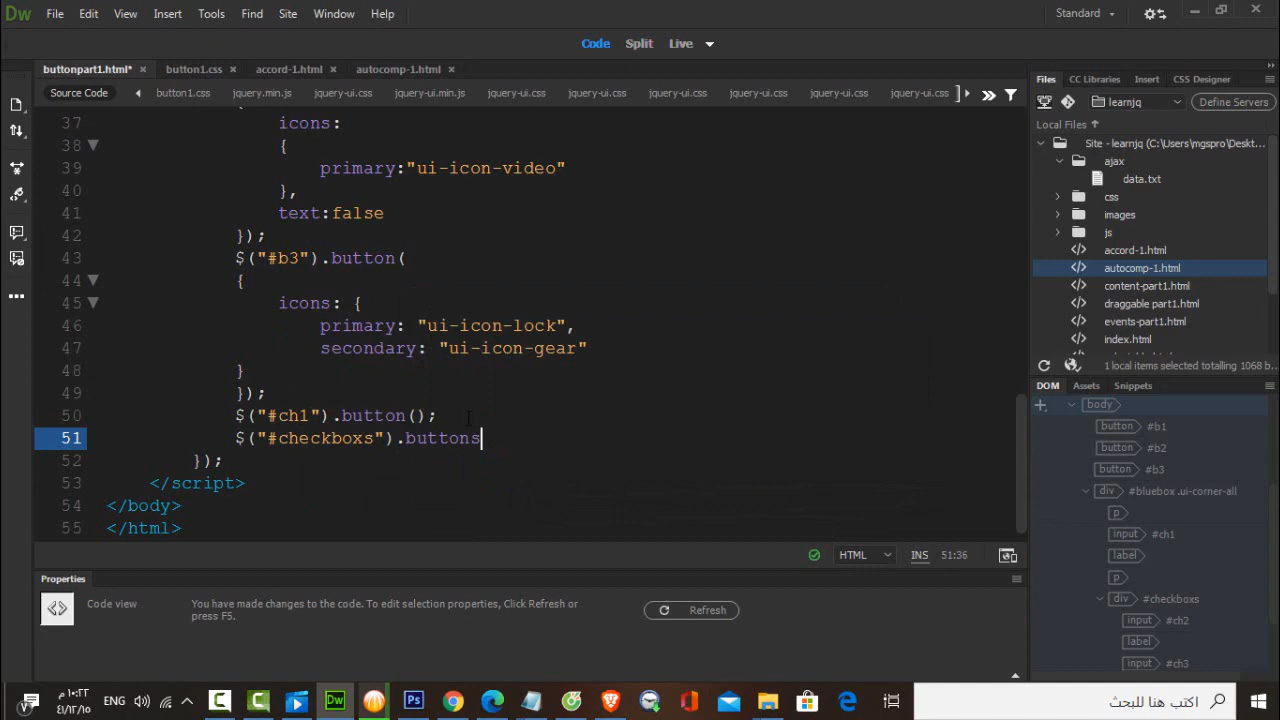 Dw File Edit View Insert Tools Find Site Window Help Standard
Code Split Live
buttonpart1.html* × button1.css × accord-1.html × autocomp-1.html ×
Source Code button1.css jquery.min.js jquery-ui.css jquery-ui.min.js jquery-ui.css jquery-ui.css jquery-ui.css jquery-ui.css jquery-ui.css jquery-ui.css
37 icons:
38 {
39 primary:"ui-icon-video"
40 },
41 text:false
42 });
43 $("#b3").button(
44 {
45 icons: {
46 primary: "ui-icon-lock",
47 secondary: "ui-icon-gear"
48 }
49 });
50 $("#ch1").button();
51 $("#checkboxs").buttons
52 });
53 </script>
54 </body>
55 </html>
HTML INS 51:36
Properties
Code view You have made changes to the code. To edit selection properties, Click Refresh or
press F5.
Refresh
Files CC Libraries Insert CSS Designer
learnjq Define Servers
Local Files
Site - learnjq (C:\Users\mgspro\Deskt...
ajax
data.txt
css
images
js
accord-1.html
autocomp-1.html
content-part1.html
draggable part1.html
events-part1.html
index.html
1 local items selected totalling 1068 b
DOM Assets Snippets
body
button #b1
button #b2
button #b3
div #bluebox .ui-corner-all
p
input #ch1
label
p
div #checkboxs
input #ch2
label
input #ch3
ENG
Dw
Ps
اكتب هنا للبحث